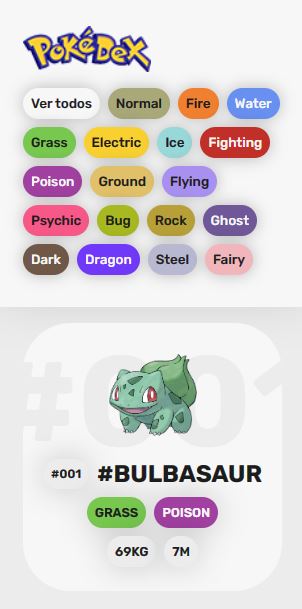 PoKéDeX
Ver todos Normal Fire Water
Grass Electric Ice Fighting
Poison Ground Flying
Psychic Bug Rock Ghost
Dark Dragon Steel Fairy
#001
#001 #BULBASAUR
GRASS POISON
69KG 7M